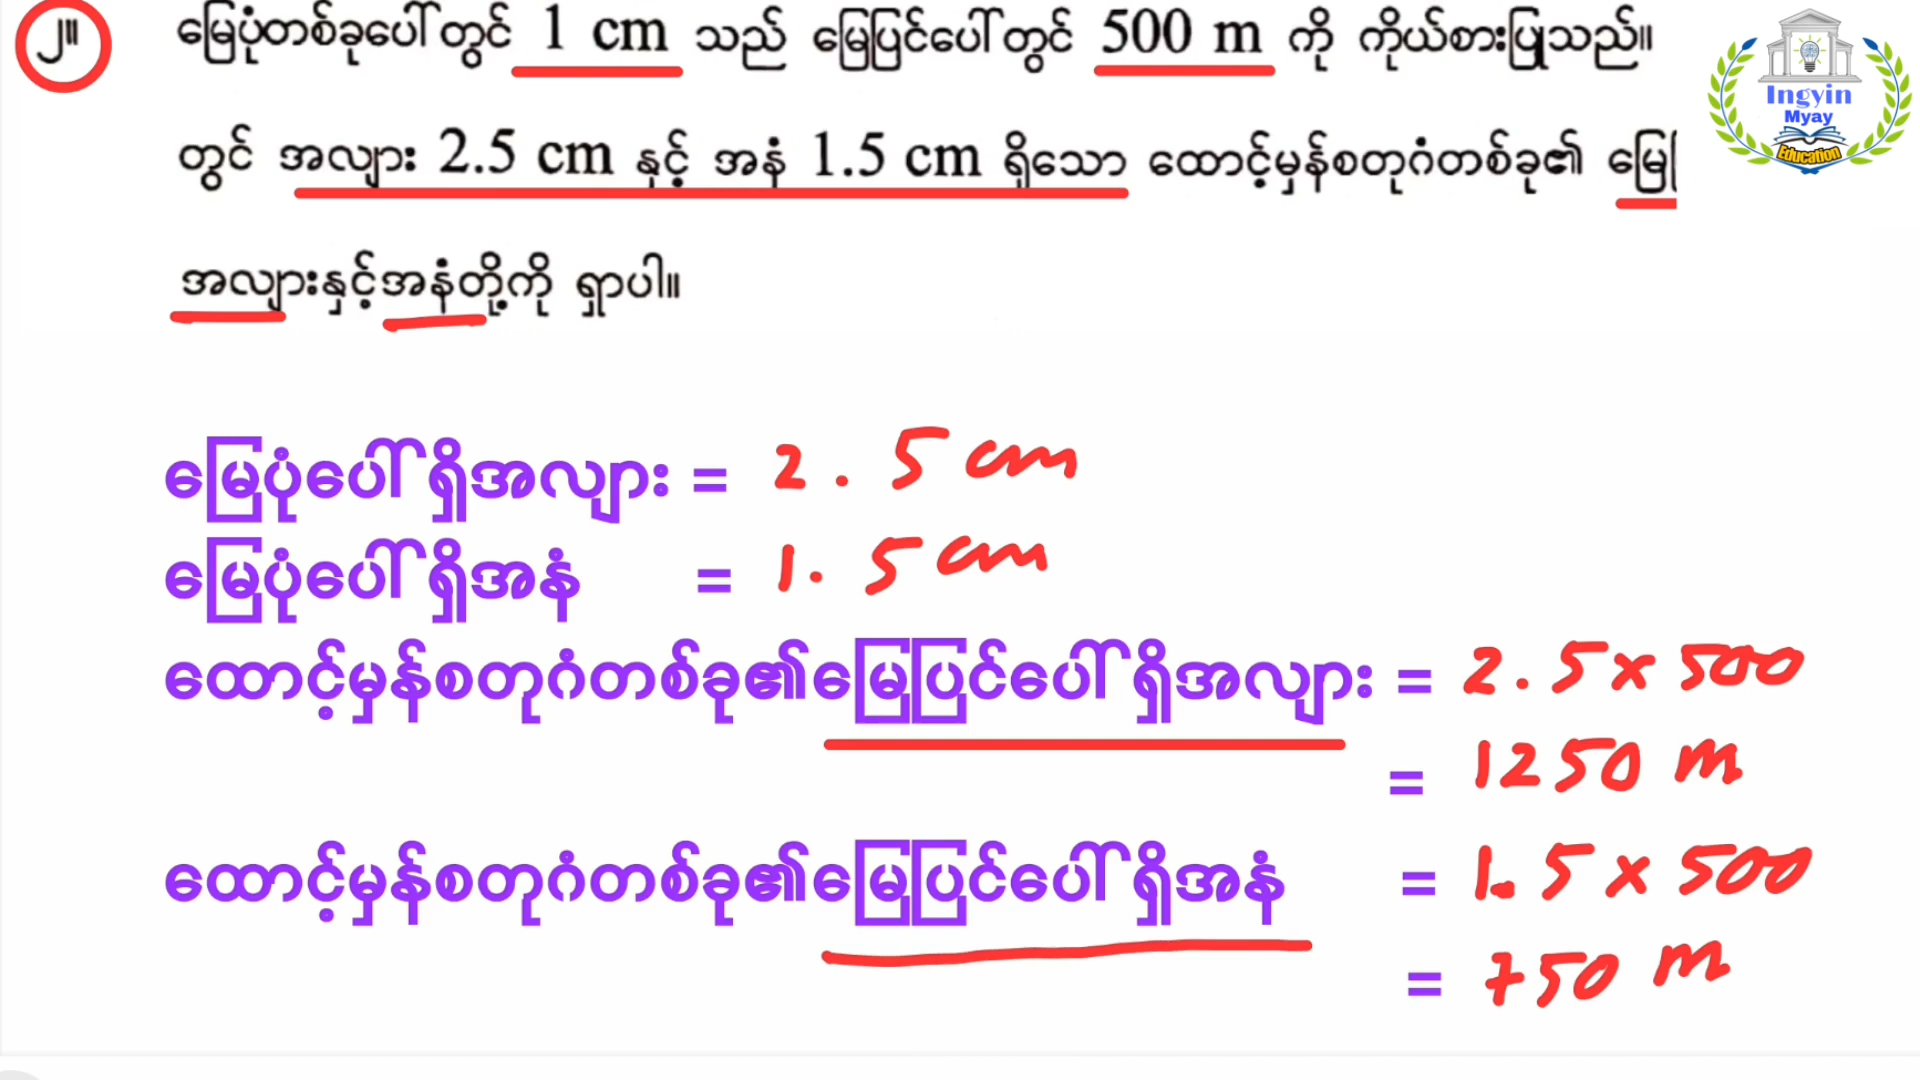 ၂။ မြေပုံတစ်ခုပေါ်တွင် 1 cm သည် မြေပြင်ပေါ်တွင် 500 m ကို ကိုယ်စားပြုသည်။
တွင် အလျား 2.5 cm နှင့် အနံ 1.5 cm ရှိသော ထောင့်မှန်စတုဂံတစ်ခု၏
အလျားနှင့်အနံတို့ကို ရှာပါ။
Ingyin
Myay
Education
မြေပုံပေါ်ရှိအလျား = 2.5 cm
မြေပုံပေါ်ရှိအနံ = 1.5 cm
ထောင့်မှန်စတုဂံတစ်ခု၏မြေပြင်ပေါ်ရှိအလျား = 2.5 x 500
= 1250 m
ထောင့်မှန်စတုဂံတစ်ခု၏မြေပြင်ပေါ်ရှိအနံ = 1.5 x 500
= 750 m